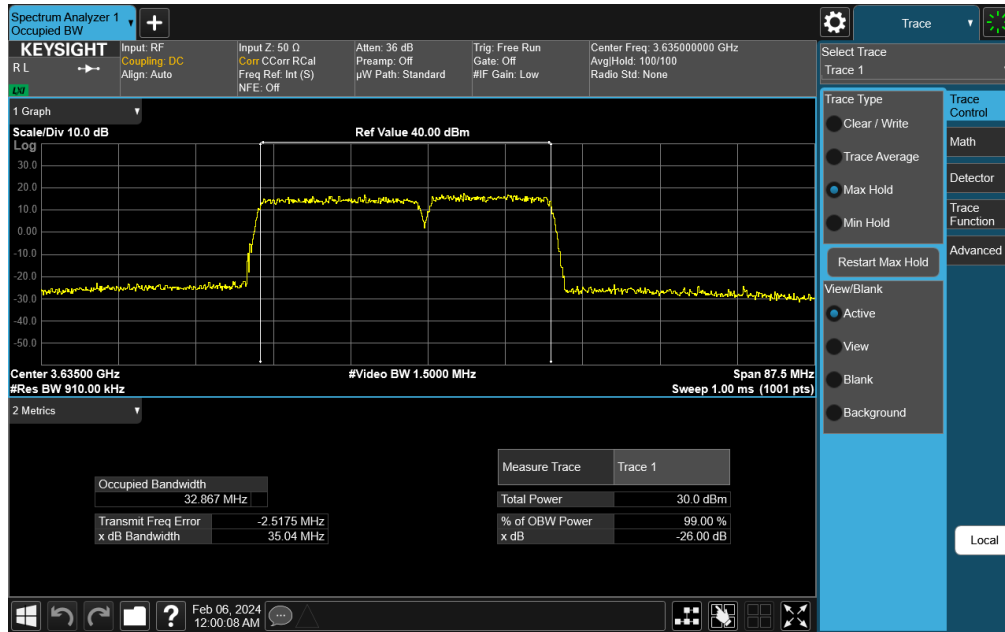 Spectrum Analyzer 1
Occupied BW
Trace
KEYSIGHT
R L
LXI
Input: RF
Coupling: DC
Align: Auto
Input Z: 50 Ω
Corr CCorr RCal
Freq Ref: Int (S)
NFE: Off
Atten: 36 dB
Preamp: Off
µW Path: Standard
Trig: Free Run
Gate: Off
#IF Gain: Low
Center Freq: 3.635000000 GHz
Avg|Hold: 100/100
Radio Std: None
Select Trace
Trace 1
1 Graph
Scale/Div 10.0 dB
Ref Value 40.00 dBm
Log
30.0
20.0
10.0
0.00
-10.0
-20.0
-30.0
-40.0
-50.0
Center 3.63500 GHz
#Video BW 1.5000 MHz
Span 87.5 MHz
#Res BW 910.00 kHz
Sweep 1.00 ms (1001 pts)
2 Metrics
Occupied Bandwidth
32.867 MHz
Transmit Freq Error -2.5175 MHz
x dB Bandwidth 35.04 MHz
Measure Trace Trace 1
Total Power 30.0 dBm
% of OBW Power 99.00 %
x dB -26.00 dB
Trace Type
Clear / Write
Trace Average
Max Hold
Min Hold
Restart Max Hold
View/Blank
Active
View
Blank
Background
Trace
Control
Math
Detector
Trace
Function
Advanced
Local
?
Feb 06, 2024
12:00:08 AM